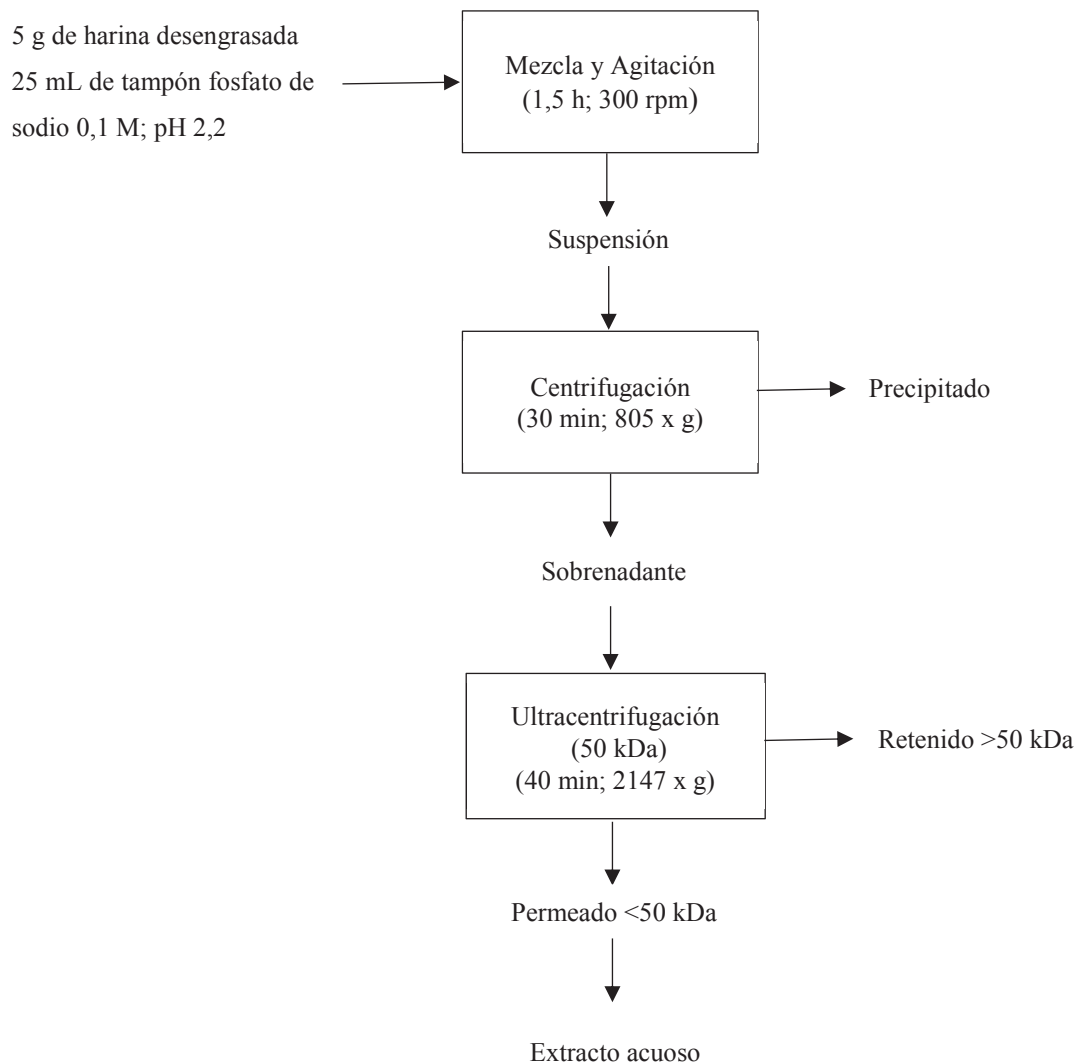 5 g de harina desengrasada
25 mL de tampón fosfato de
sodio 0,1 M; pH 2,2
Mezcla y Agitación
(1,5 h; 300 rpm)
Suspensión
Centrifugación
(30 min; 805 x g)
Precipitado
Sobrenadante
Ultracentrifugación
(50 kDa)
(40 min; 2147 x g)
Retenido >50 kDa
Permeado <50 kDa
Extracto acuoso